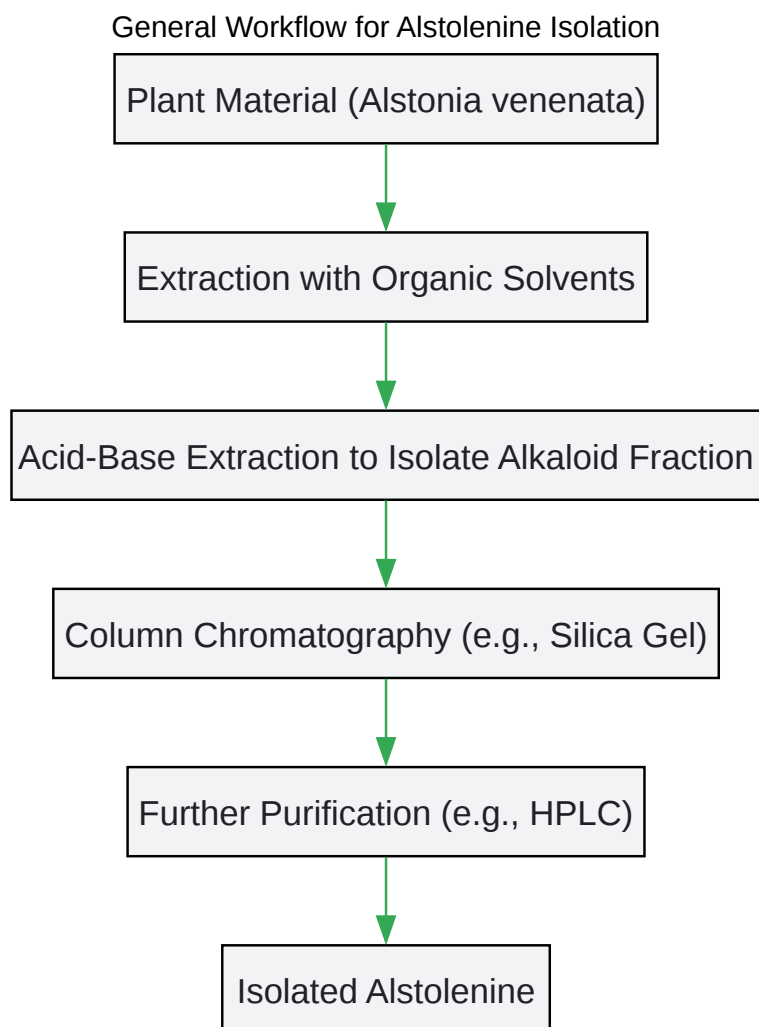 General Workflow for Alstolenine Isolation
Plant Material (Alstonia venenata)
Extraction with Organic Solvents
Acid-Base Extraction to Isolate Alkaloid Fraction
Column Chromatography (e.g., Silica Gel)
Further Purification (e.g., HPLC)
Isolated Alstolenine